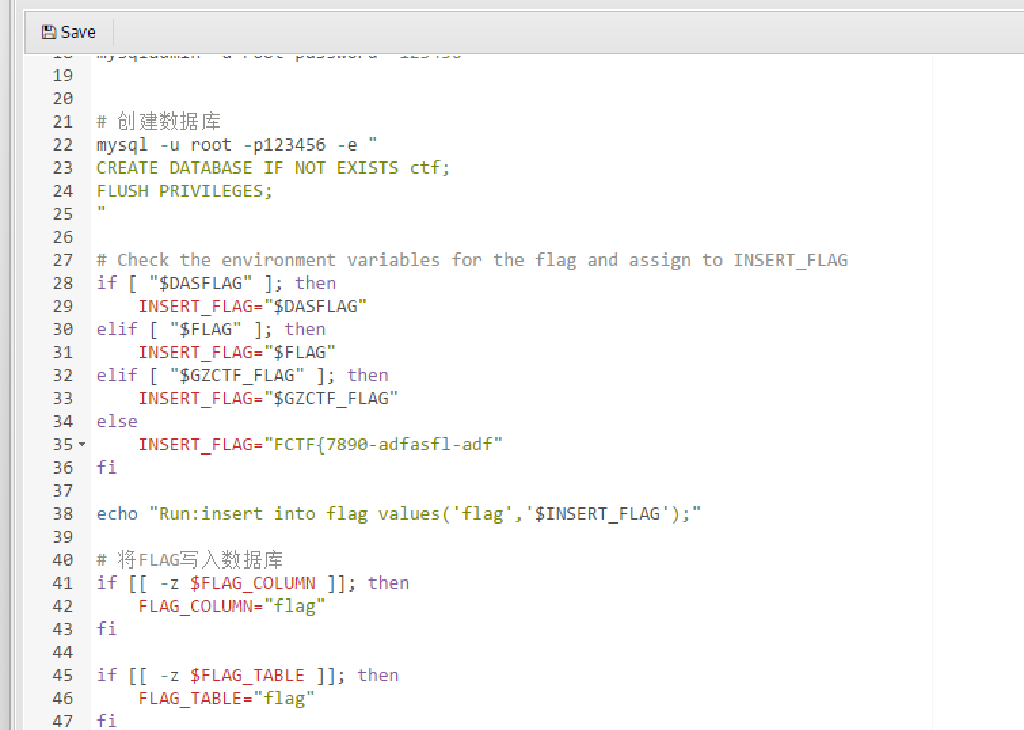 Save
19
20
21 # 创建数据库
22 mysql -u root -p123456 -e "
23 CREATE DATABASE IF NOT EXISTS ctf;
24 FLUSH PRIVILEGES;
25 "
26
27 # Check the environment variables for the flag and assign to INSERT_FLAG
28 if [ "$DASFLAG" ]; then
29     INSERT_FLAG="$DASFLAG"
30 elif [ "$FLAG" ]; then
31     INSERT_FLAG="$FLAG"
32 elif [ "$GZCTF_FLAG" ]; then
33     INSERT_FLAG="$GZCTF_FLAG"
34 else
35     INSERT_FLAG="FCTF{7890-adfasfl-adf"
36 fi
37
38 echo "Run:insert into flag values('flag','$INSERT_FLAG');"
39
40 # 将FLAG写入数据库
41 if [[ -z $FLAG_COLUMN ]]; then
42     FLAG_COLUMN="flag"
43 fi
44
45 if [[ -z $FLAG_TABLE ]]; then
46     FLAG_TABLE="flag"
47 fi